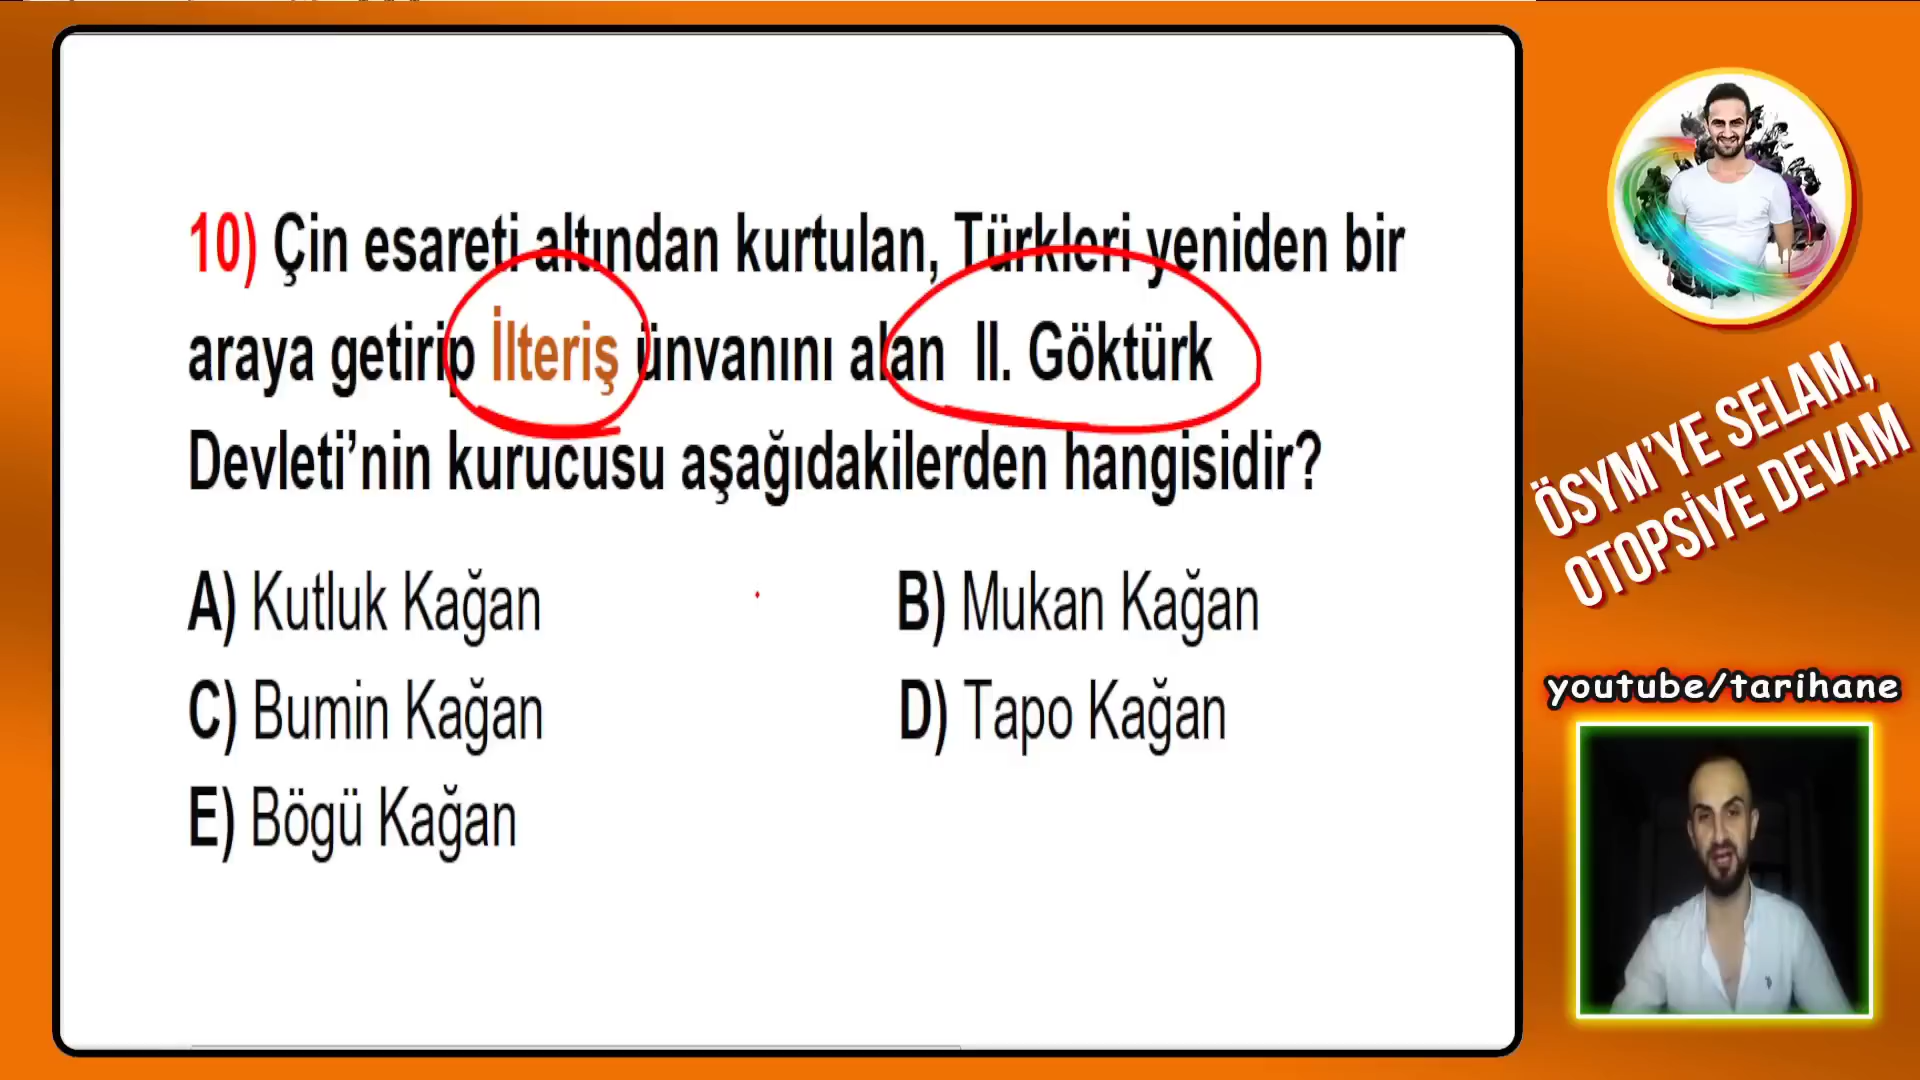 10) Çin esareti altından kurtulan, Türkleri yeniden bir
araya getirip İlteriş ünvanını alan II. Göktürk
Devleti’nin kurucusu aşağıdakilerden hangisidir?
A) Kutluk Kağan
B) Mukan Kağan
C) Bumin Kağan
D) Tapo Kağan
E) Bögü Kağan
ÖSYM’YE SELAM,
OTOPSİYE DEVAM
youtube/tarihane